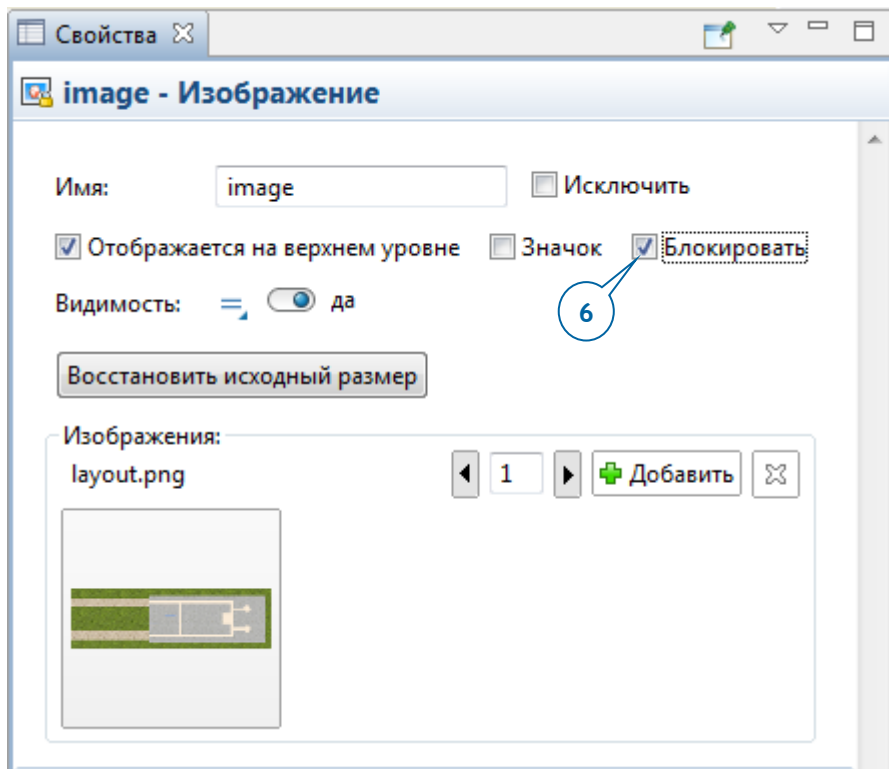 Свойства
image - Изображение
Имя: image Исключить
Отображается на верхнем уровне Значок Блокировать
Видимость: = да
6
Восстановить исходный размер
Изображения:
layout.png 1 Добавить